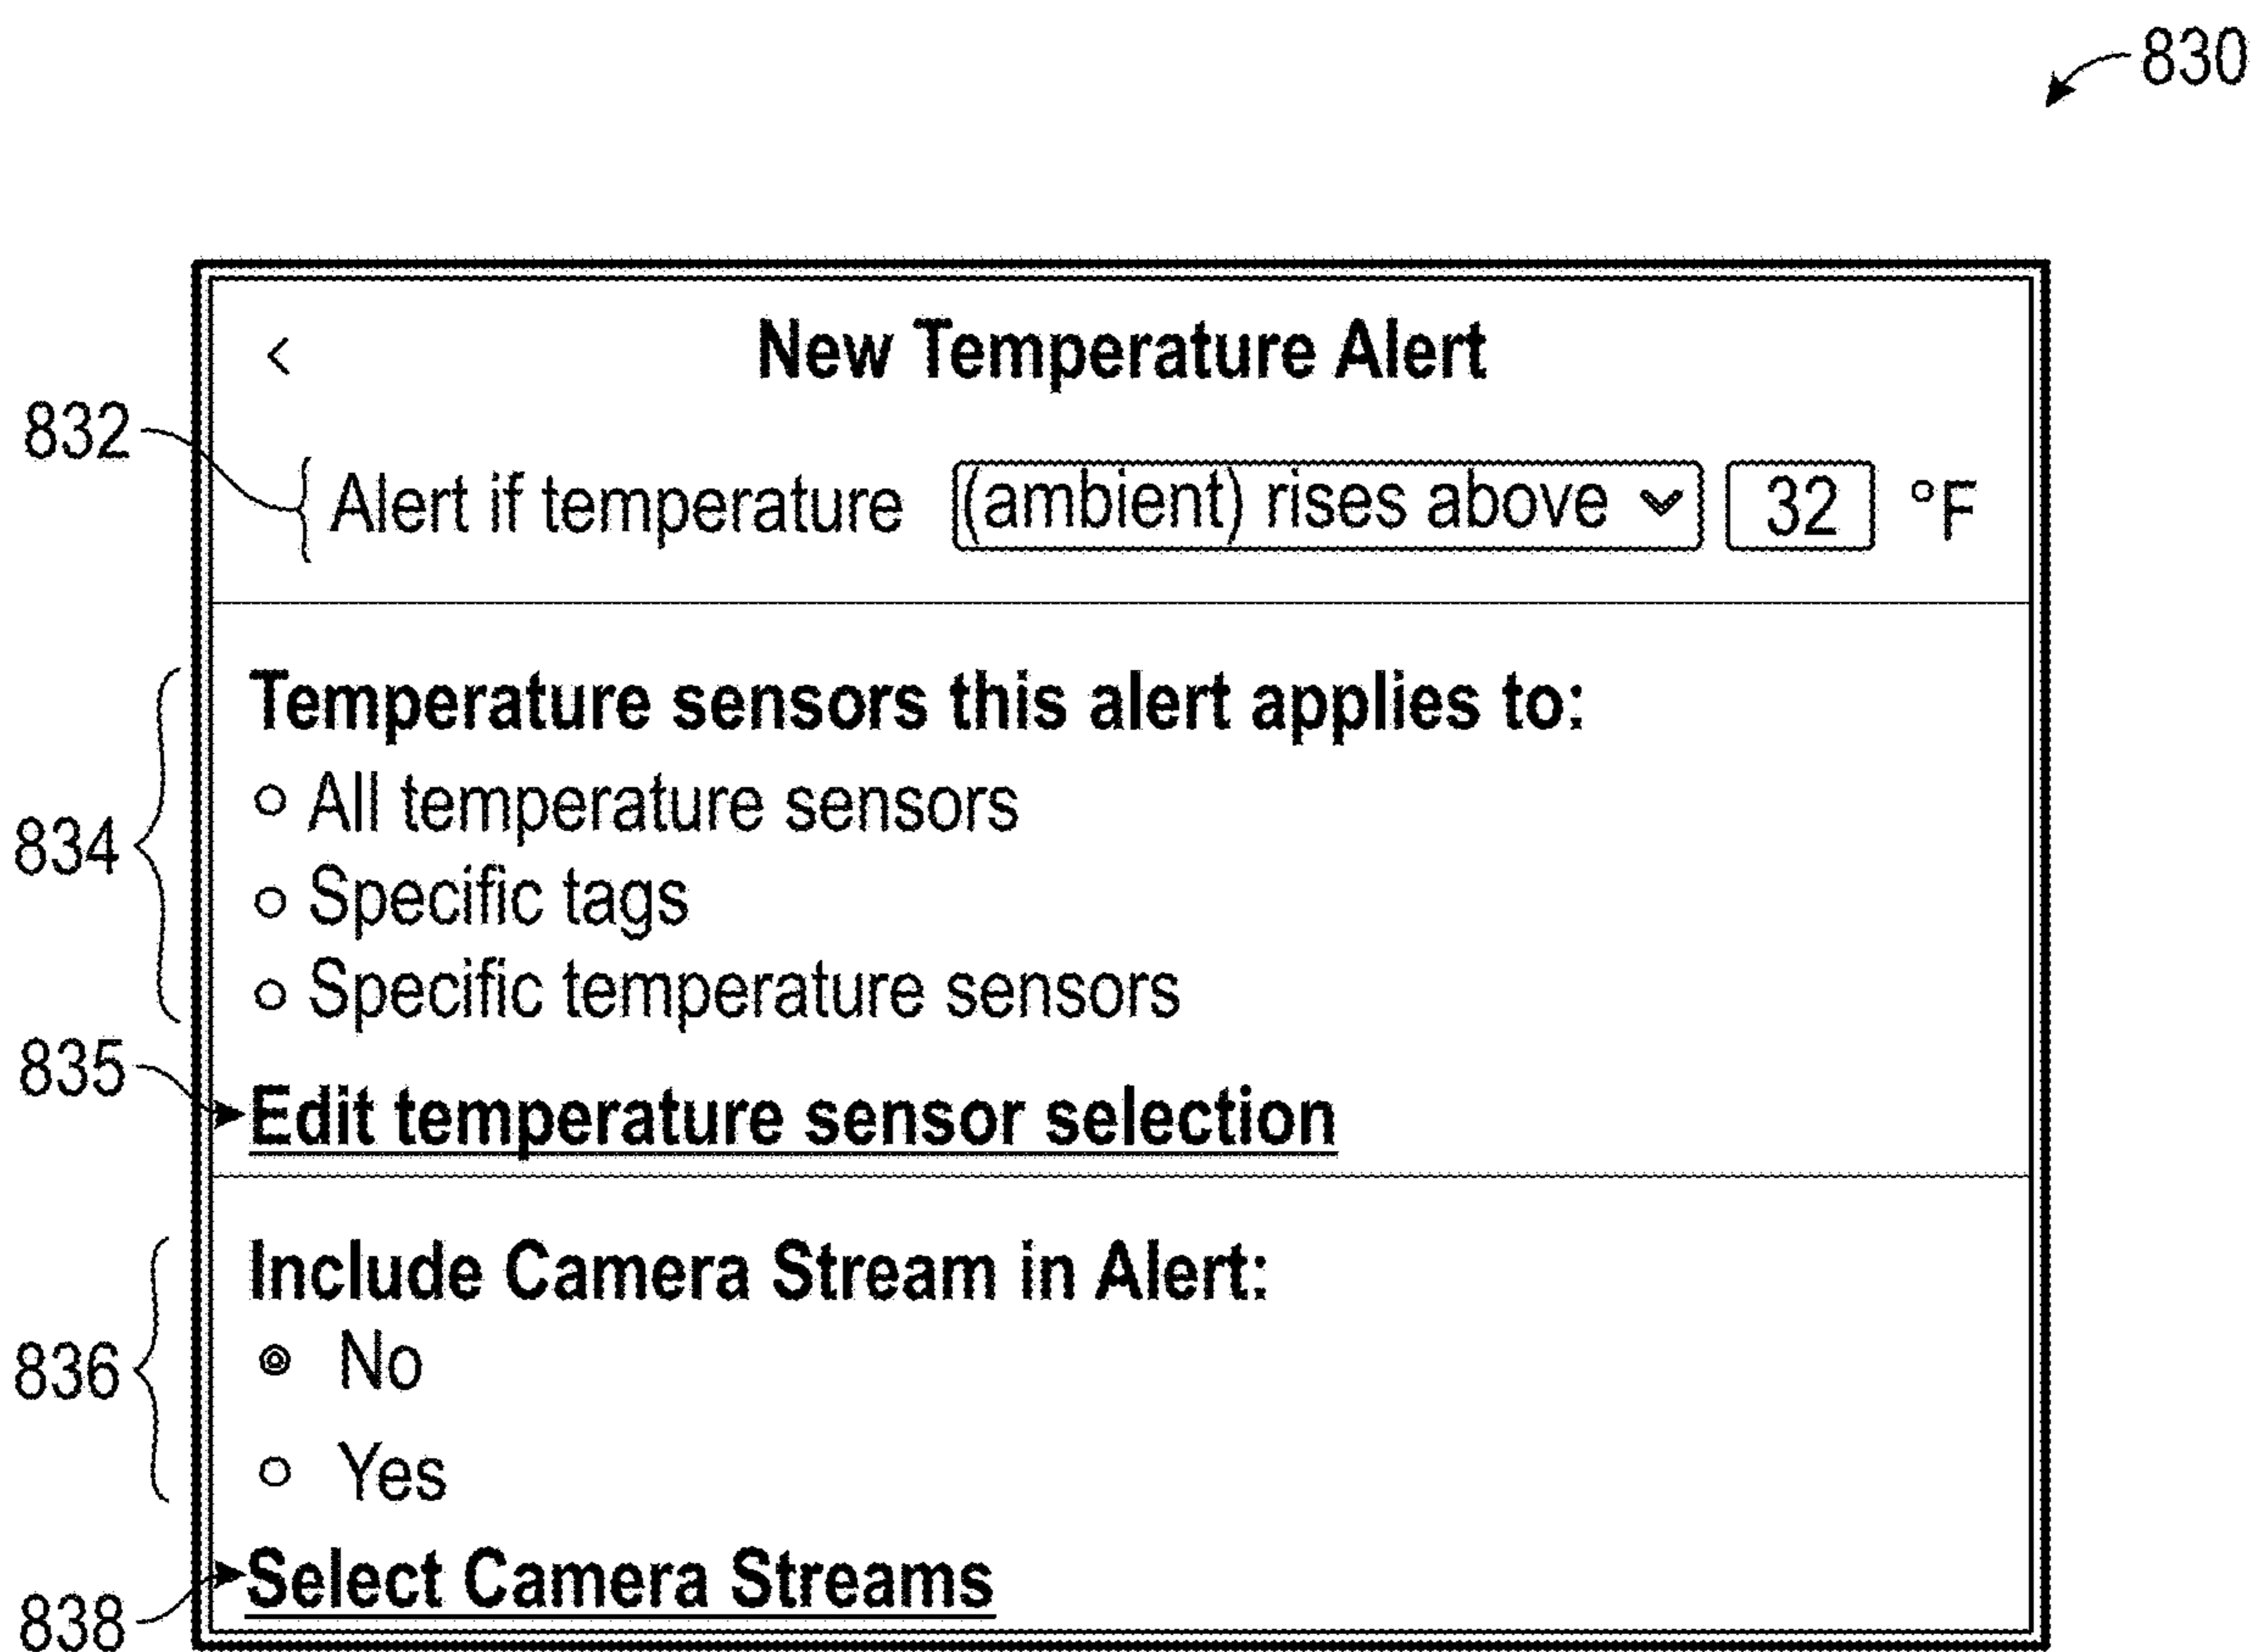 830
< New Temperature Alert
832
Alert if temperature (ambient) rises above 32 °F
834
Temperature sensors this alert applies to:
All temperature sensors
Specific tags
Specific temperature sensors
835
Edit temperature sensor selection
836
Include Camera Stream in Alert:
No
Yes
838
Select Camera Streams